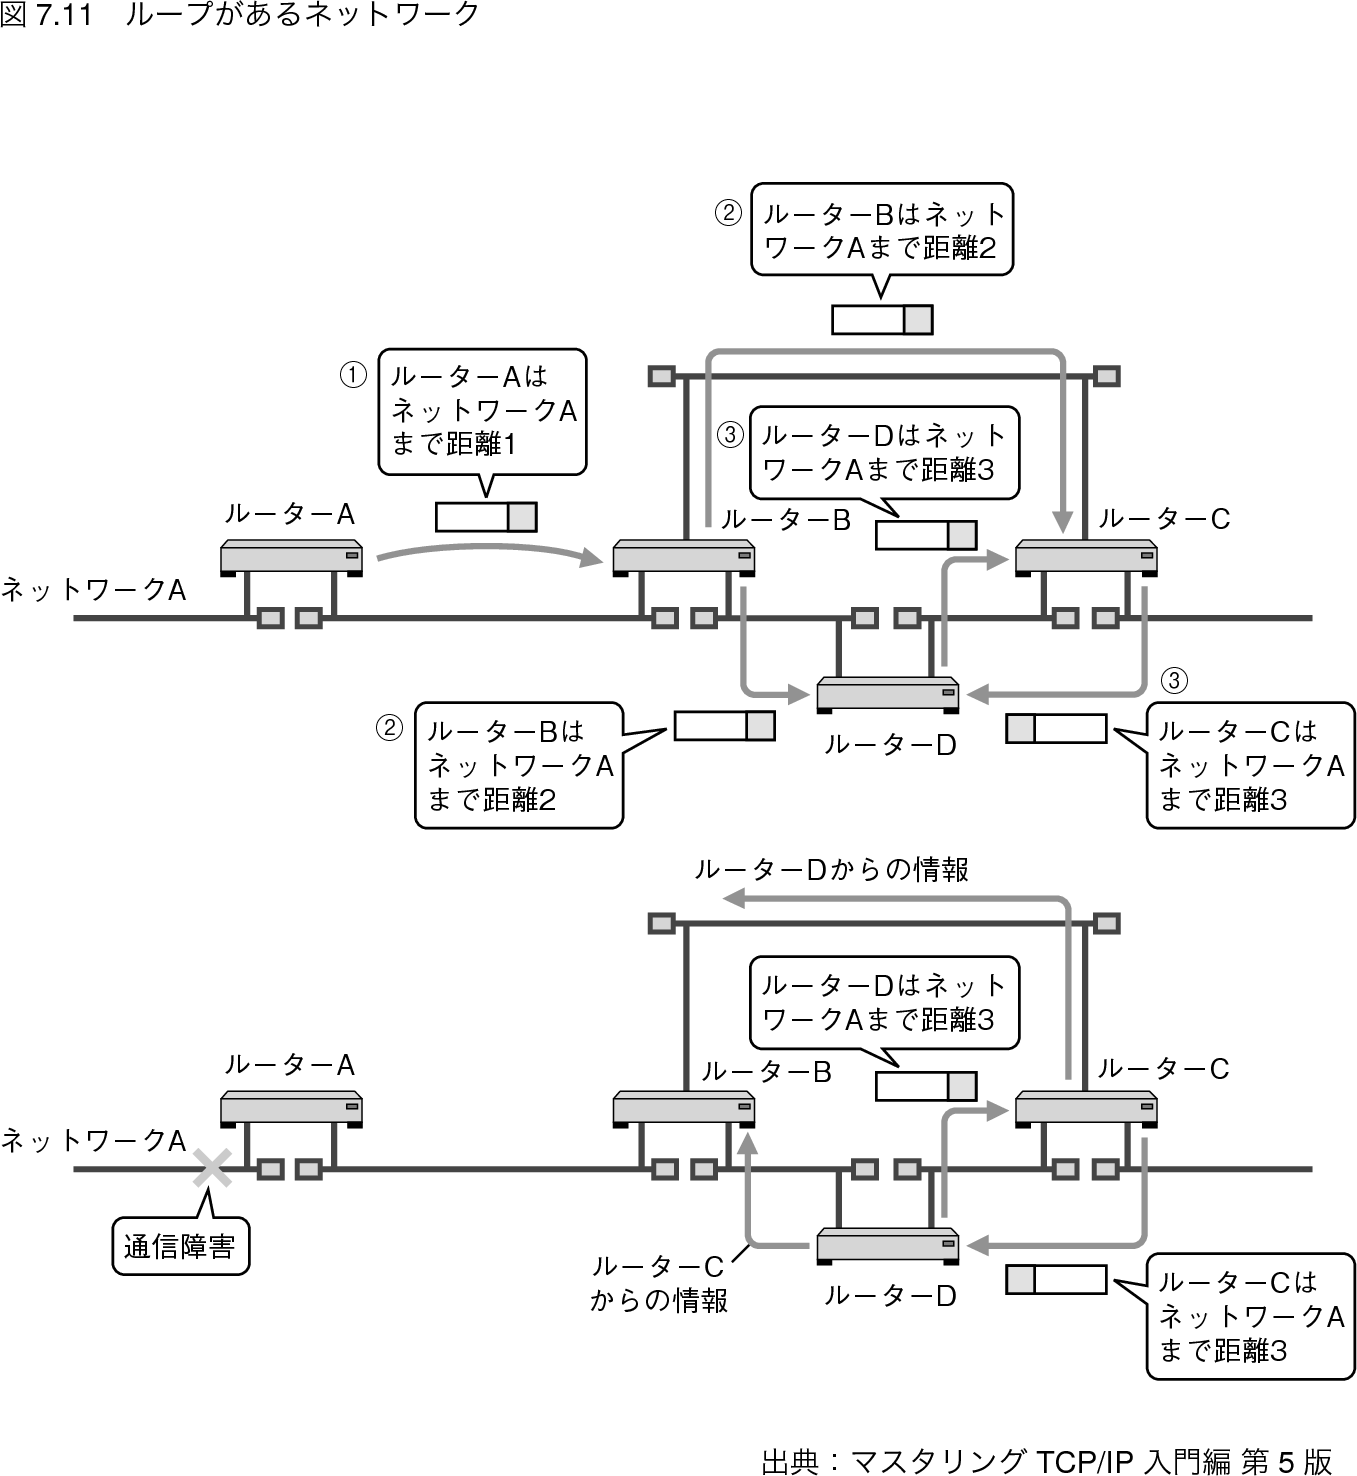 図 7.11　ループがあるネットワーク
②
ルーターBはネット
ワークAまで距離2
①
ルーターAは
ネットワークA
まで距離1
③
ルーターDはネット
ワークAまで距離3
ルーターA
ルーターB
ルーターC
ネットワークA
②
ルーターBは
ネットワークA
まで距離2
ルーターD
③
ルーターCは
ネットワークA
まで距離3
ルーターDからの情報
ルーターDはネット
ワークAまで距離3
ルーターA
ルーターB
ルーターC
ネットワークA
通信障害
ルーターC
からの情報
ルーターD
ルーターCは
ネットワークA
まで距離3
出典：マスタリング TCP/IP 入門編 第 5 版